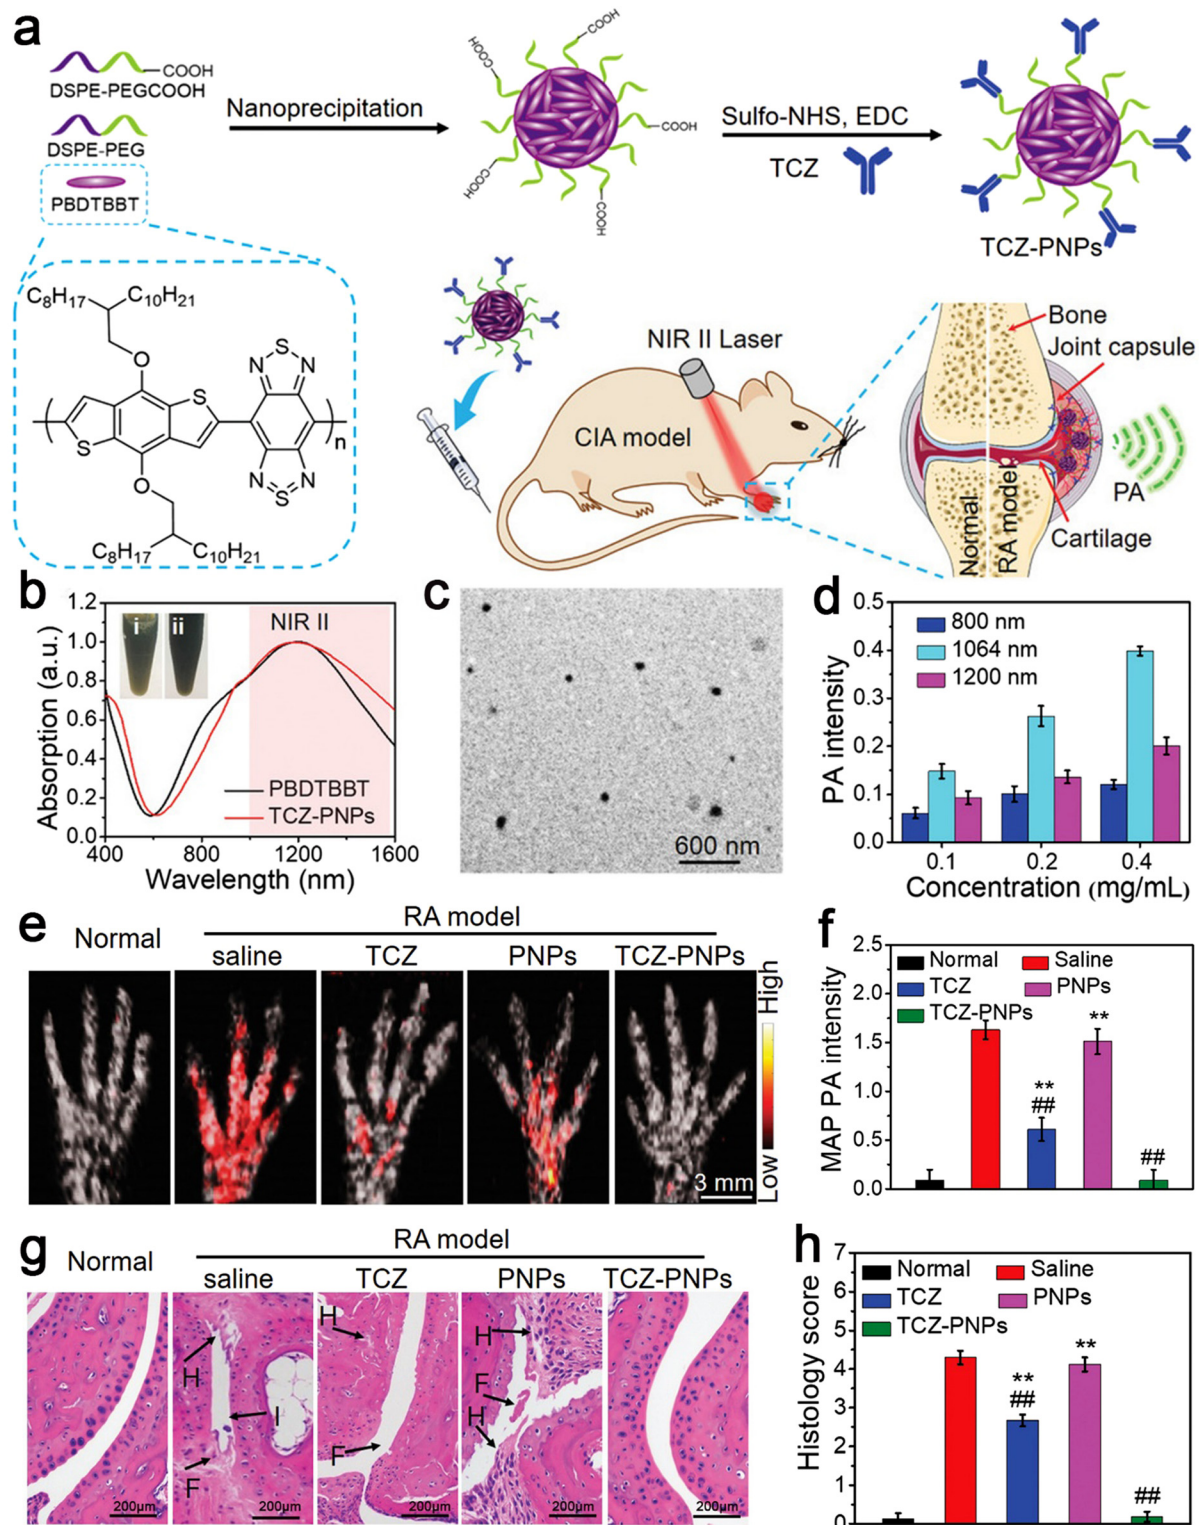 a
COOH
DSPE-PEGCOOH
DSPE-PEG
PBDTBBT
Nanoprecipitation
COOH
COOH
COOH
COOH
COOH
Sulfo-NHS, EDC
TCZ
TCZ-PNPs
C8H17
C10H21
O
S
S
N
S
N
N
S
N
n
O
C8H17
C10H21
NIR II Laser
CIA model
Bone
Joint capsule
PA
Cartilage
Normal
RA model
b
Absorption (a.u.)
1.2
1.0
0.8
0.6
0.4
0.2
0.0
i
ii
NIR II
PBDTBBT
TCZ-PNPs
400
800
1200
1600
Wavelength (nm)
c
600 nm
d
PA intensity
0.5
0.4
0.3
0.2
0.1
0.0
800 nm
1064 nm
1200 nm
0.1
0.2
0.4
Concentration (mg/mL)
e
Normal
RA model
saline
TCZ
PNPs
TCZ-PNPs
High
Low
3 mm
f
MAP PA intensity
2.5
2.0
1.5
1.0
0.5
0.0
Normal
Saline
TCZ
PNPs
TCZ-PNPs
**
##
**
##
g
Normal
RA model
saline
TCZ
PNPs
TCZ-PNPs
H
I
F
H
F
H
F
H
200μm
200μm
200μm
200μm
200μm
h
Histology score
7
6
5
4
3
2
1
0
Normal
Saline
TCZ
PNPs
TCZ-PNPs
**
##
**
##